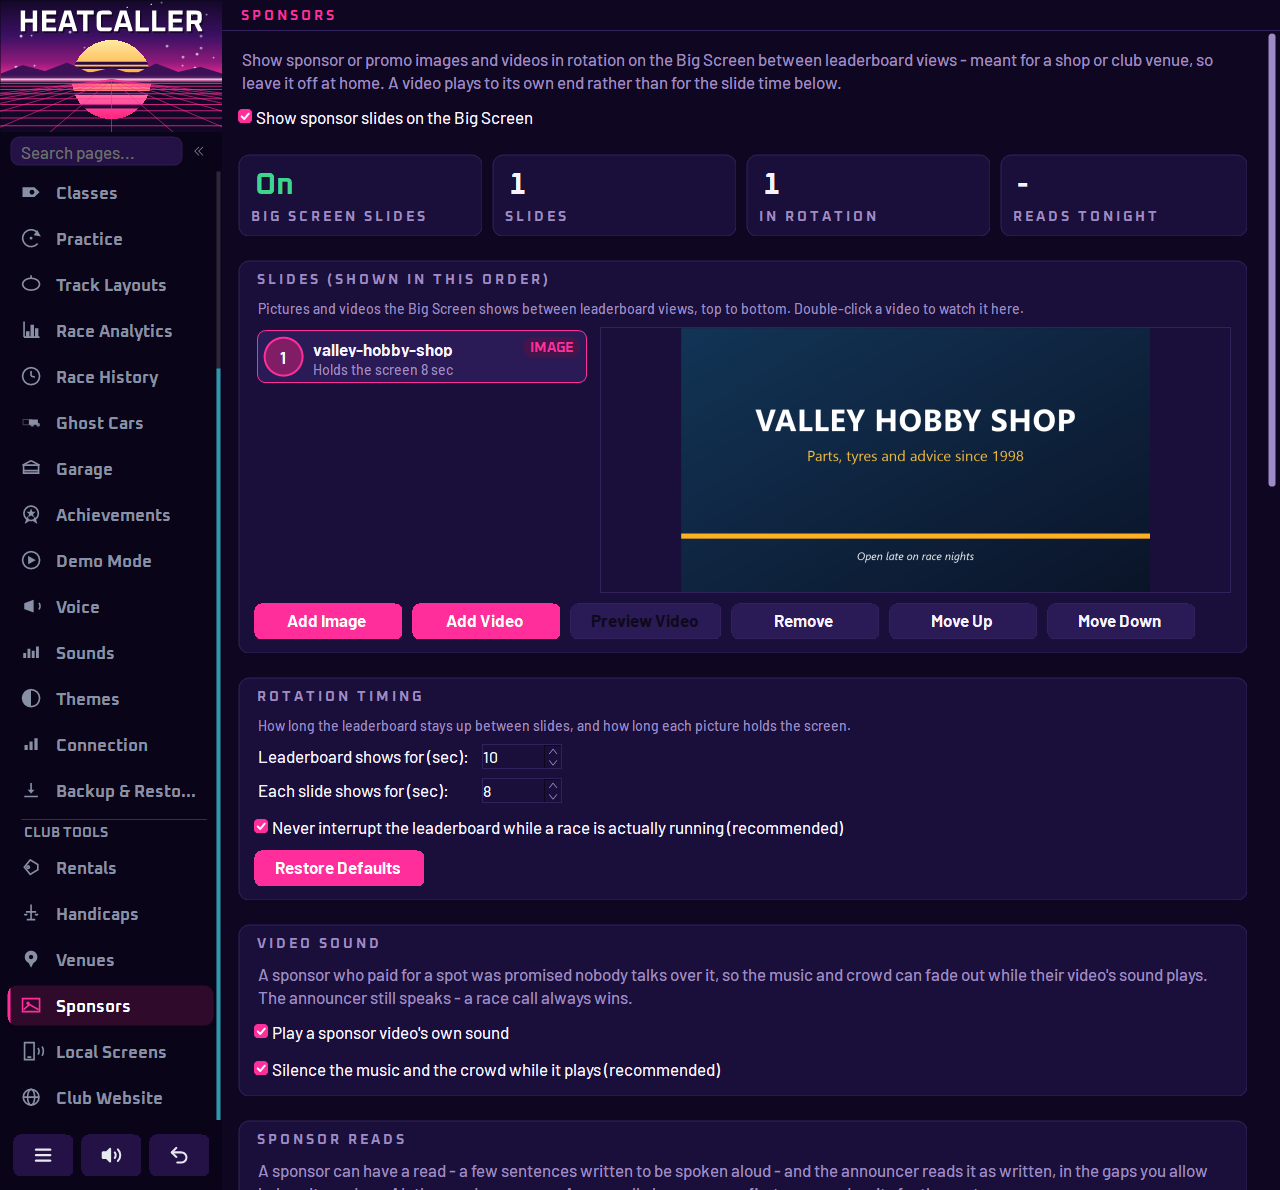 HEATCALLER
Search pages...
Classes
Practice
Track Layouts
Race Analytics
Race History
Ghost Cars
Garage
Achievements
Demo Mode
Voice
Sounds
Themes
Connection
Backup & Resto...
CLUB TOOLS
Rentals
Handicaps
Venues
Sponsors
Local Screens
Club Website
SPONSORS
Show sponsor or promo images and videos in rotation on the Big Screen between leaderboard views - meant for a shop or club venue, so
leave it off at home. A video plays to its own end rather than for the slide time below.
Show sponsor slides on the Big Screen
On
BIG SCREEN SLIDES
1
SLIDES
1
IN ROTATION
-
READS TONIGHT
SLIDES (SHOWN IN THIS ORDER)
Pictures and videos the Big Screen shows between leaderboard views, top to bottom. Double-click a video to watch it here.
1
valley-hobby-shop
IMAGE
Holds the screen 8 sec
VALLEY HOBBY SHOP
Parts, tyres and advice since 1998
Open late on race nights
Add Image
Add Video
Preview Video
Remove
Move Up
Move Down
ROTATION TIMING
How long the leaderboard stays up between slides, and how long each picture holds the screen.
Leaderboard shows for (sec):
10
Each slide shows for (sec):
8
Never interrupt the leaderboard while a race is actually running (recommended)
Restore Defaults
VIDEO SOUND
A sponsor who paid for a spot was promised nobody talks over it, so the music and crowd can fade out while their video's sound plays.
The announcer still speaks - a race call always wins.
Play a sponsor video's own sound
Silence the music and the crowd while it plays (recommended)
SPONSOR READS
A sponsor can have a read - a few sentences written to be spoken aloud - and the announcer reads it as written, in the gaps you allow